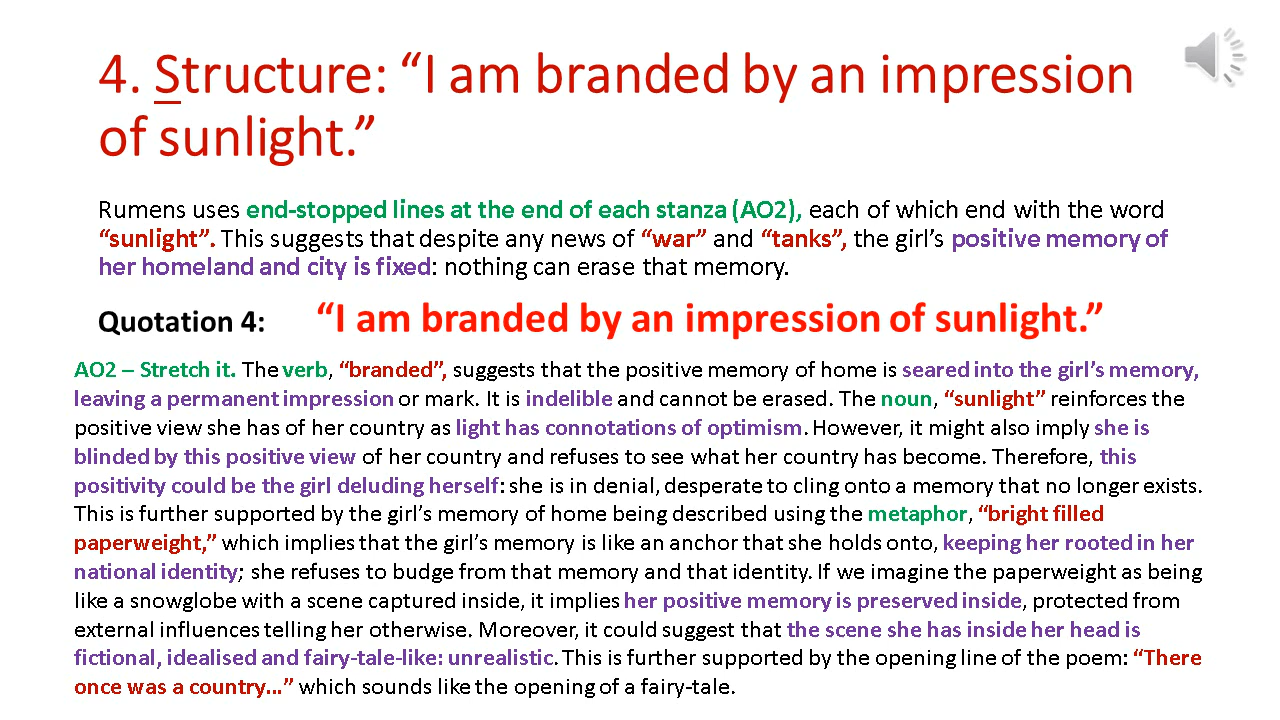 4. Structure: “I am branded by an impression
of sunlight.”
Rumens uses end-stopped lines at the end of each stanza (AO2), each of which end with the word
“sunlight”. This suggests that despite any news of “war” and “tanks”, the girl’s positive memory of
her homeland and city is fixed: nothing can erase that memory.
Quotation 4: “I am branded by an impression of sunlight.”
AO2 – Stretch it. The verb, “branded”, suggests that the positive memory of home is seared into the girl’s memory,
leaving a permanent impression or mark. It is indelible and cannot be erased. The noun, “sunlight” reinforces the
positive view she has of her country as light has connotations of optimism. However, it might also imply she is
blinded by this positive view of her country and refuses to see what her country has become. Therefore, this
positivity could be the girl deluding herself: she is in denial, desperate to cling onto a memory that no longer exists.
This is further supported by the girl’s memory of home being described using the metaphor, “bright filled
paperweight,” which implies that the girl’s memory is like an anchor that she holds onto, keeping her rooted in her
national identity; she refuses to budge from that memory and that identity. If we imagine the paperweight as being
like a snowglobe with a scene captured inside, it implies her positive memory is preserved inside, protected from
external influences telling her otherwise. Moreover, it could suggest that the scene she has inside her head is
fictional, idealised and fairy-tale-like: unrealistic. This is further supported by the opening line of the poem: “There
once was a country…” which sounds like the opening of a fairy-tale.